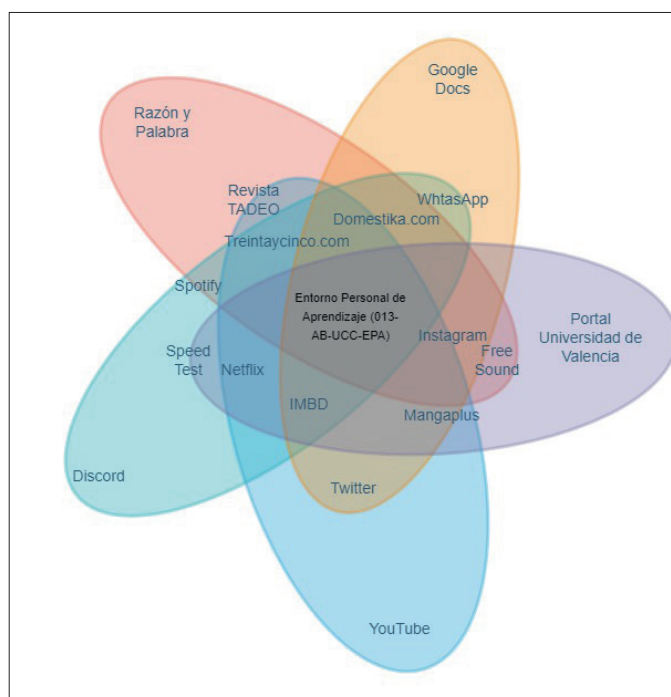 Google
Docs
Razón y
Palabra
Revista
TADEO
WhtasApp
Domestika.com
Treintaycinco.com
Spotify
Entorno Personal de
Aprendizaje (013-
AB-UCC-EPA)
Portal
Universidad de
Valencia
Instagram
Free
Sound
Speed
Test
Netflix
IMBD
Mangaplus
Discord
Twitter
YouTube